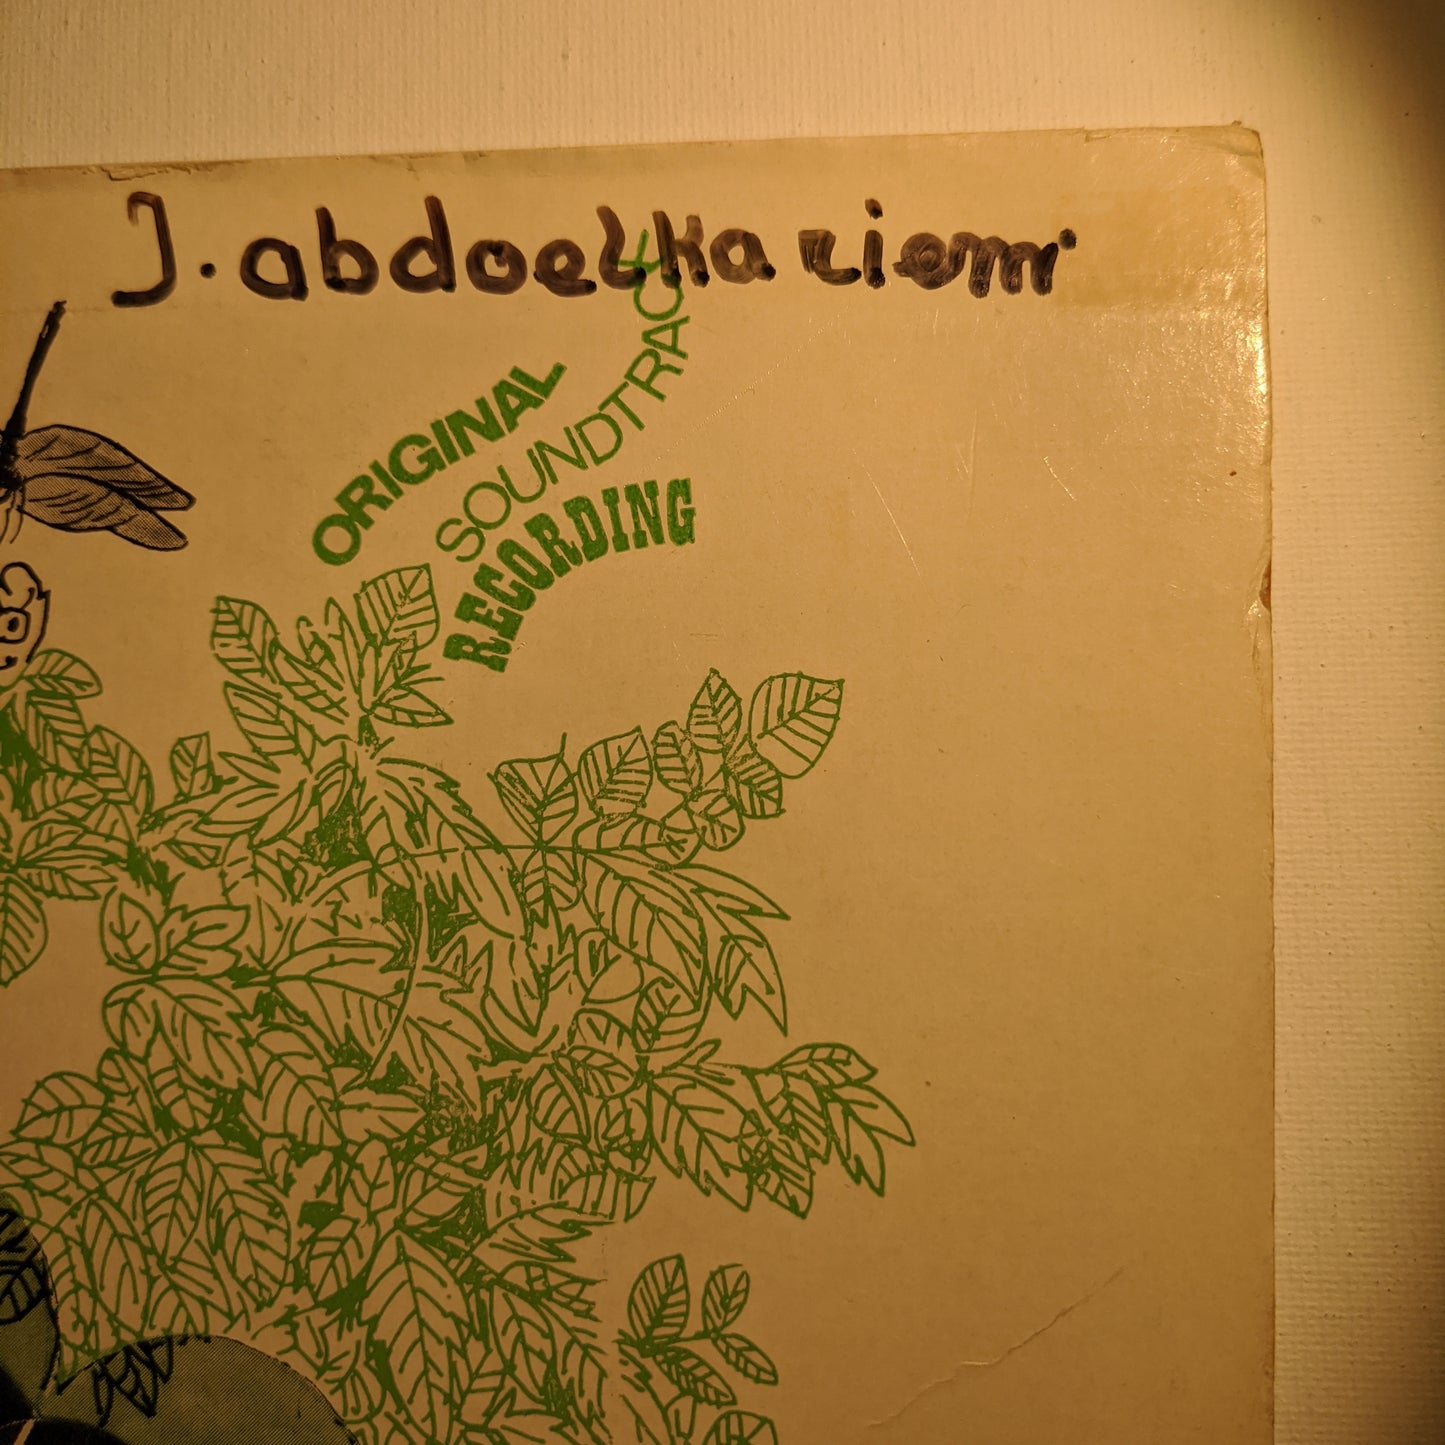 J. abdoelkariem
ORIGINAL
SOUNDTRACK
RECORDING